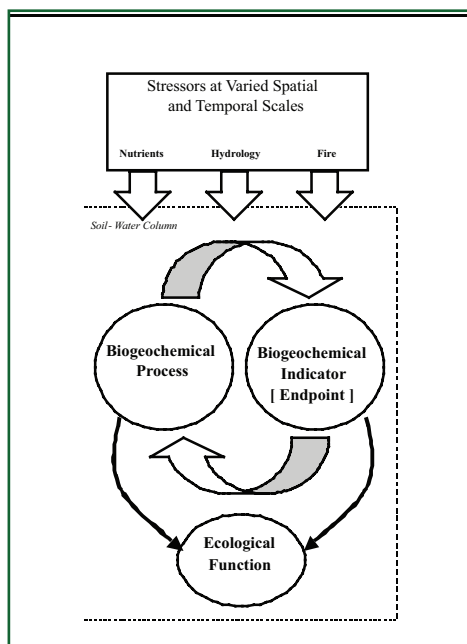 Stressors at Varied Spatial
and Temporal Scales
Nutrients Hydrology Fire
Soil- Water Column
Biogeochemical
Process
Biogeochemical
Indicator
[ Endpoint ]
Ecological
Function